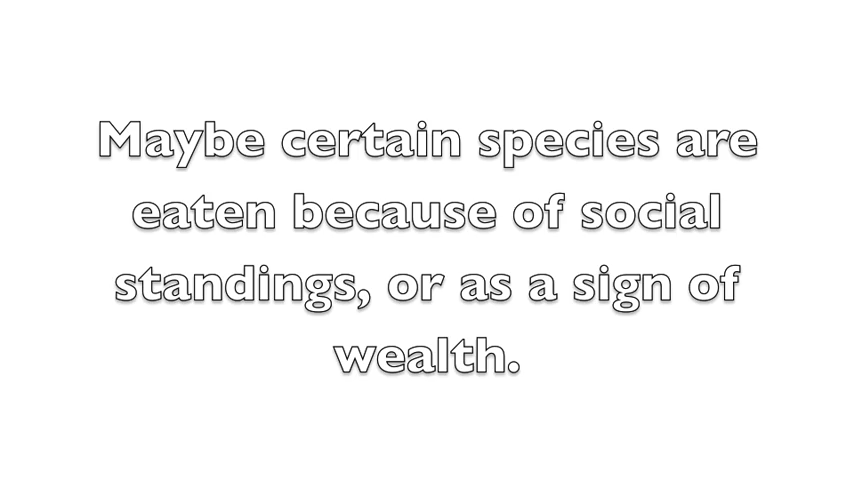 Maybe certain species are
eaten because of social
standings, or as a sign of
wealth.